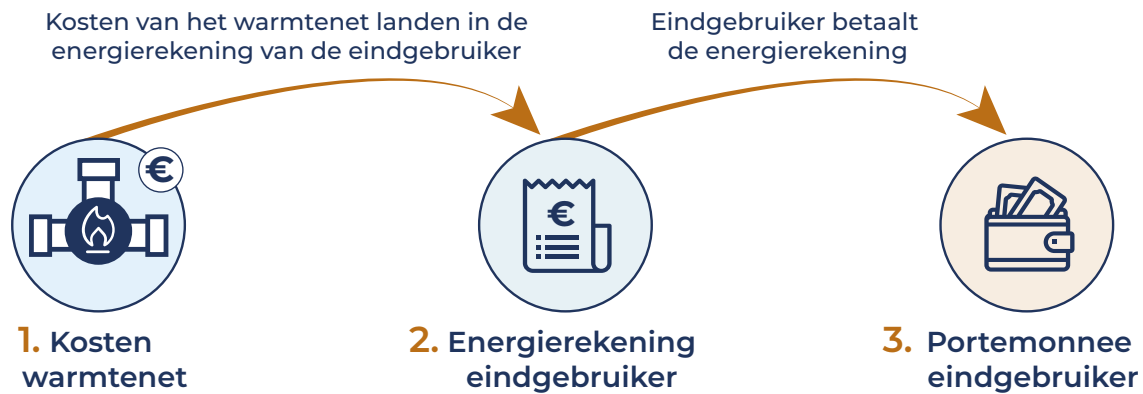 Kosten van het warmtenet landen in de
energierekening van de eindgebruiker
Eindgebruiker betaalt
de energierekening
€
€
1. Kosten
warmtenet
2. Energierekening
eindgebruiker
3. Portemonnee
eindgebruiker